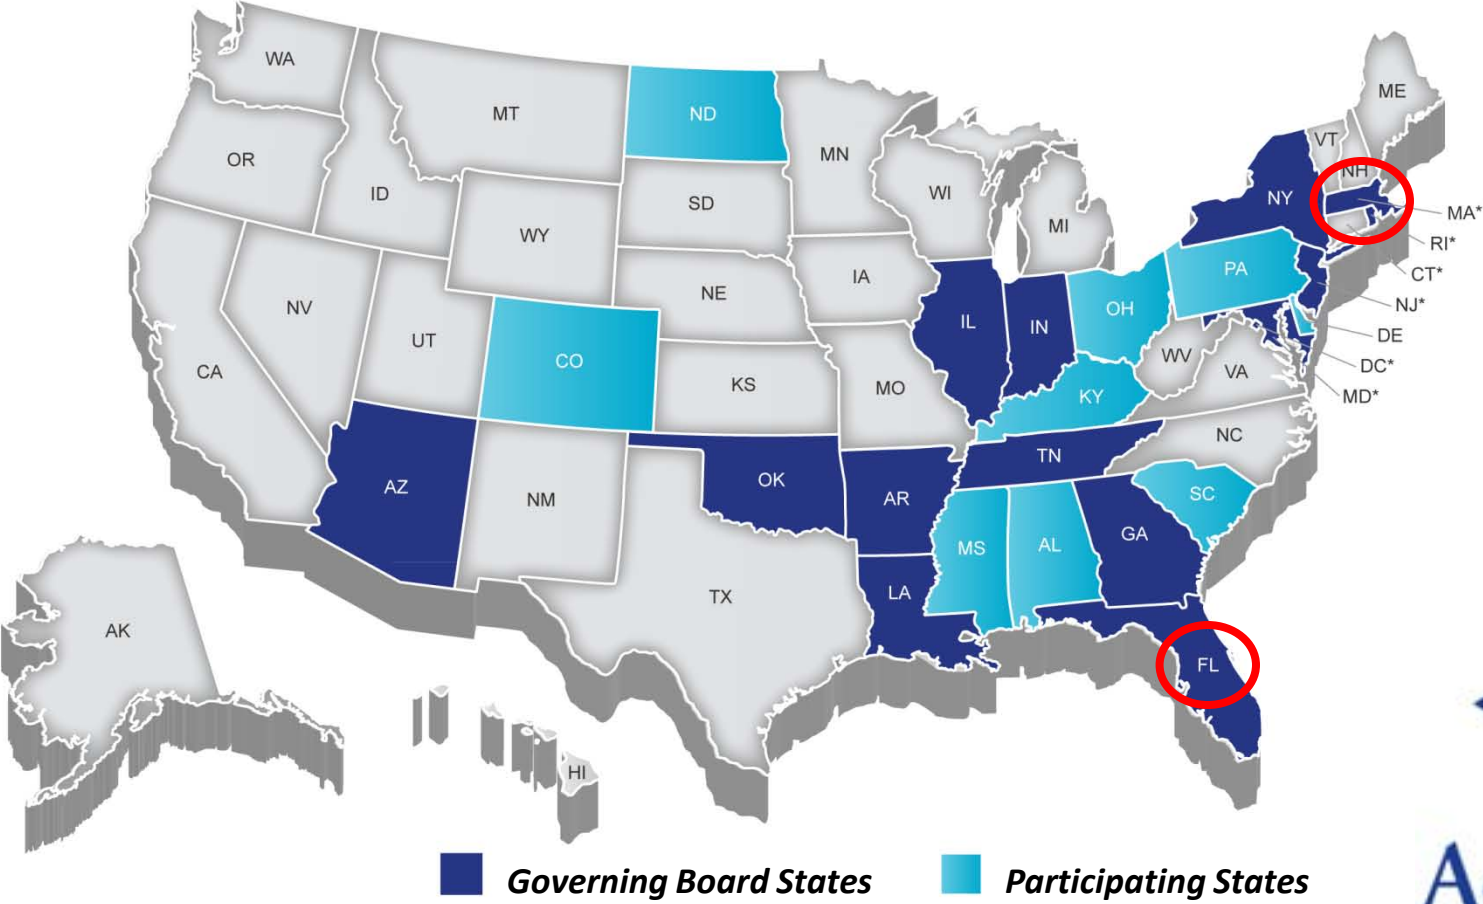 WA
ME
MT
ND
VT
MN
OR
NH
ID
WI
NY
SD
MA*
MI
WY
RI*
PA
CT*
IA
NE
NV
NJ*
OH
IL
IN
UT
DE
WV
CO
DC*
CA
VA
KS
MO
MD*
KY
NC
TN
OK
AZ
SC
AR
NM
GA
AL
MS
LA
TX
AK
FL
HI
Governing Board States
Participating States